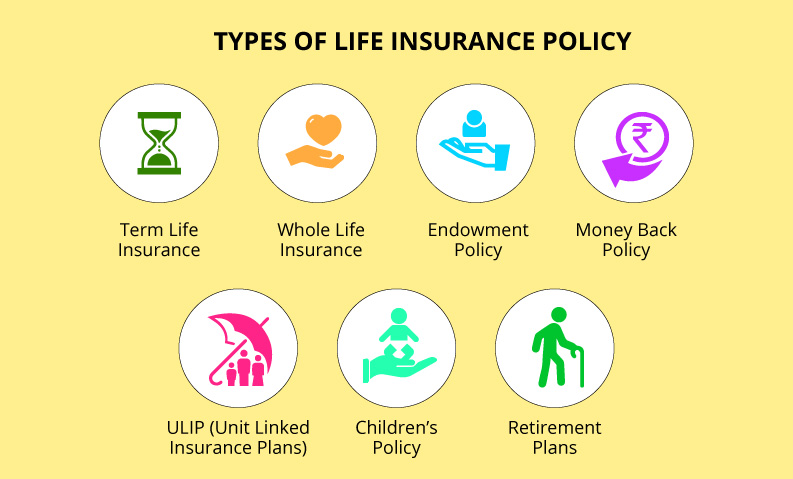 TYPES OF LIFE INSURANCE POLICY
Term Life
Insurance
Whole Life
Insurance
Endowment
Policy
₹
Money Back
Policy
ULIP (Unit Linked
Insurance Plans)
Children’s
Policy
Retirement
Plans